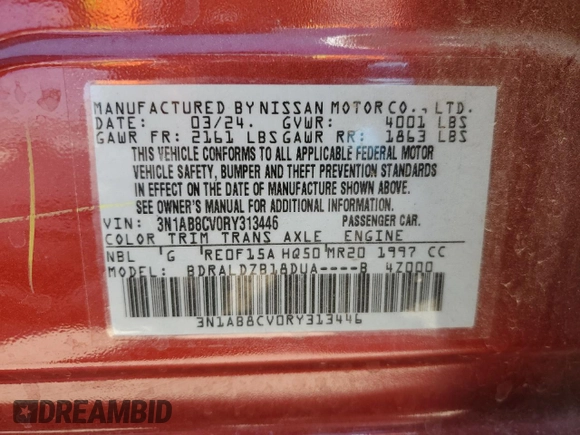 MANUFACTURED BY NISSAN MOTOR CO., LTD.
DATE: 03/24. GVWR: 4001 LBS
GAWR FR: 2161 LBS GAWR RR: 1863 LBS
THIS VEHICLE CONFORMS TO ALL APPLICABLE FEDERAL MOTOR
VEHICLE SAFETY, BUMPER AND THEFT PREVENTION STANDARDS
IN EFFECT ON THE DATE OF MANUFACTURE SHOWN ABOVE.
SEE OWNER'S MANUAL FOR ADDITIONAL INFORMATION.
VIN: 3N1AB8CV0RY313446 PASSENGER CAR.
COLOR TRIM TRANS AXLE ENGINE
NBL G RE0F15A HQ50 MR20 1997 CC
MODEL: BDRALDZB18DUA----B 4Z000
3N1AB8CV0RY313446
DREAMBID